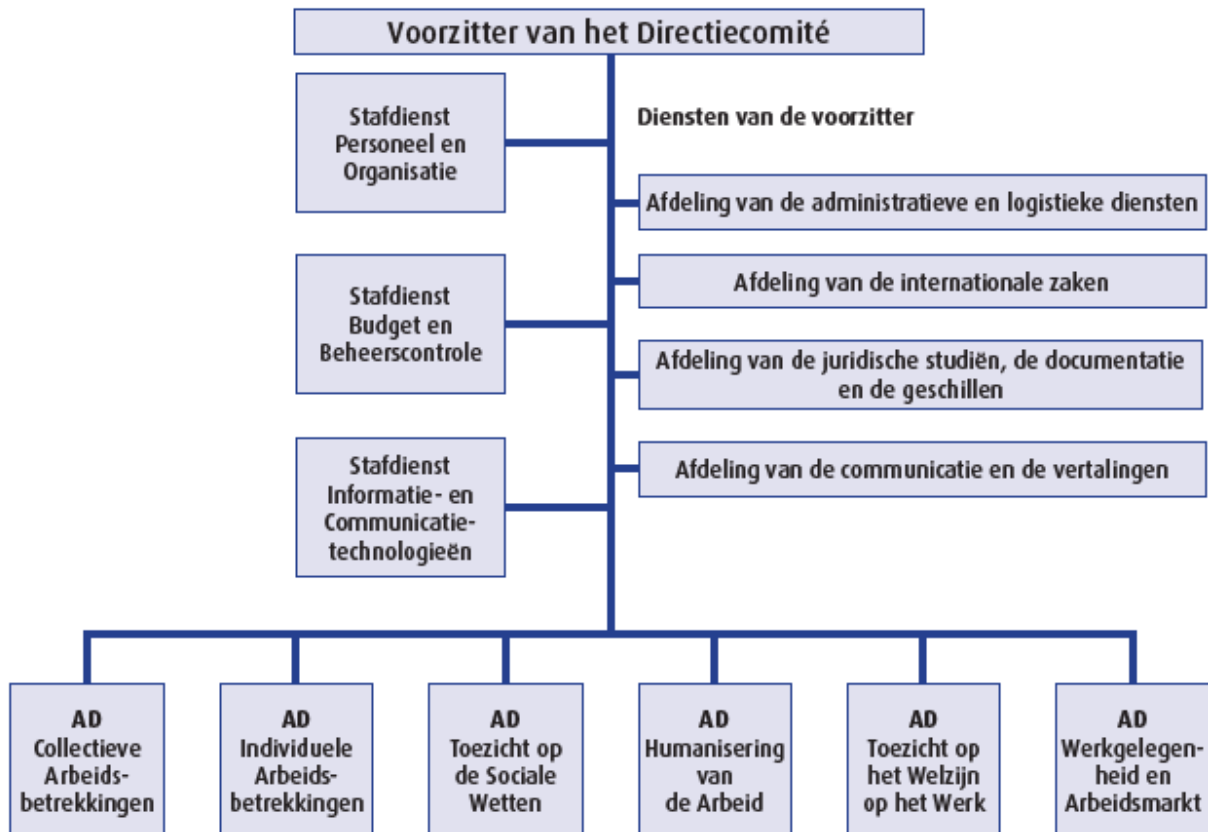 Voorzitter van het Directiecomité
Stafdienst
Personeel en
Organisatie
Diensten van de voorzitter
Afdeling van de administratieve en logistieke diensten
Stafdienst
Budget en
Beheerscontrole
Afdeling van de internationale zaken
Afdeling van de juridische studiën, de documentatie
en de geschillen
Stafdienst
Informatie- en
Communicatie-
technologieën
Afdeling van de communicatie en de vertalingen
AD
Collectieve
Arbeids-
betrekkingen
AD
Individuele
Arbeids-
betrekkingen
AD
Toezicht op
de Sociale
Wetten
AD
Humanisering
van
de Arbeid
AD
Toezicht op
het Welzijn
op het Werk
AD
Werkgelegen-
heid en
Arbeidsmarkt